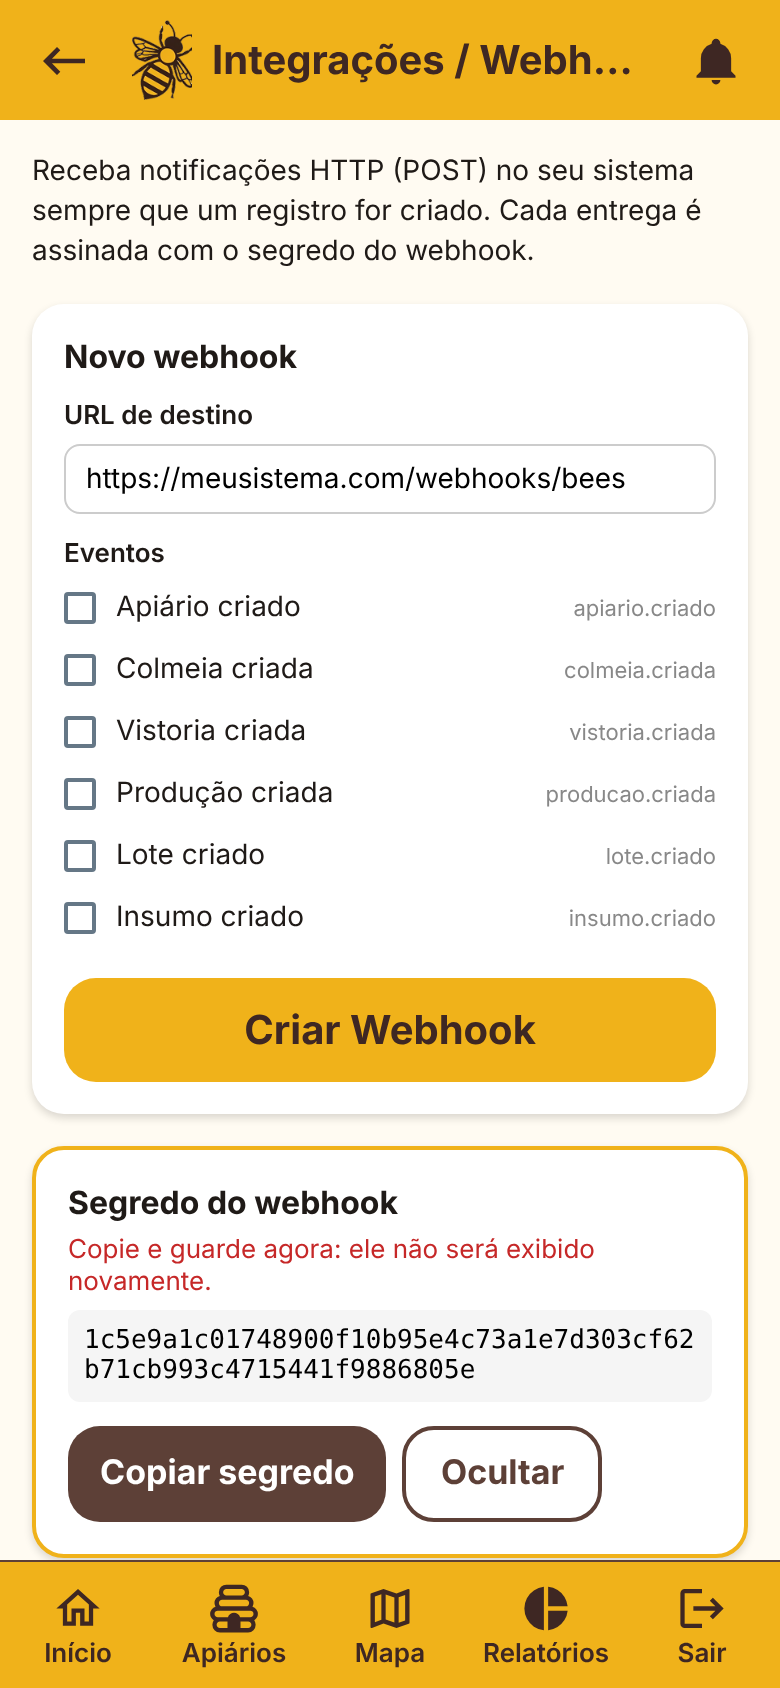 Integrações / Webh...
Receba notificações HTTP (POST) no seu sistema
sempre que um registro for criado. Cada entrega é
assinada com o segredo do webhook.
Novo webhook
URL de destino
https://meusistema.com/webhooks/bees
Eventos
Apiário criado apiario.criado
Colmeia criada colmeia.criada
Vistoria criada vistoria.criada
Produção criada producao.criada
Lote criado lote.criado
Insumo criado insumo.criado
Criar Webhook
Segredo do webhook
Copie e guarde agora: ele não será exibido
novamente.
1c5e9a1c01748900f10b95e4c73a1e7d303cf62
b71cb993c4715441f9886805e
Copiar segredo Ocultar
Início Apiários Mapa Relatórios Sair